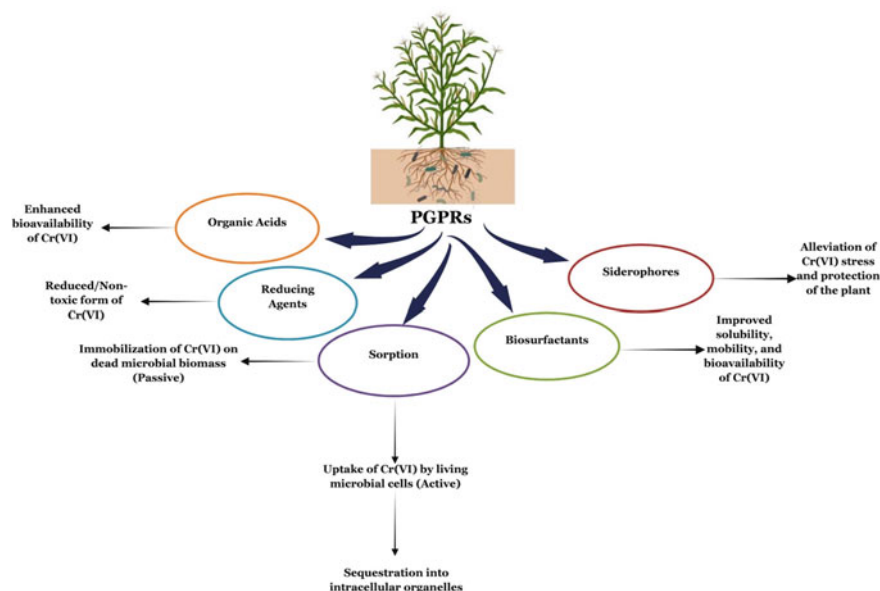 PGPRs
Enhanced
bioavailability
of Cr(VI)
Organic Acids
Reduced/Non-
toxic form of
Cr(VI)
Reducing
Agents
Immobilization of Cr(VI) on
dead microbial biomass
(Passive)
Sorption
Uptake of Cr(VI) by living
microbial cells (Active)
Sequestration into
intracellular organelles
Biosurfactants
Improved
solubility,
mobility, and
bioavailability
of Cr(VI)
Siderophores
Alleviation of
Cr(VI) stress
and protection
of the plant